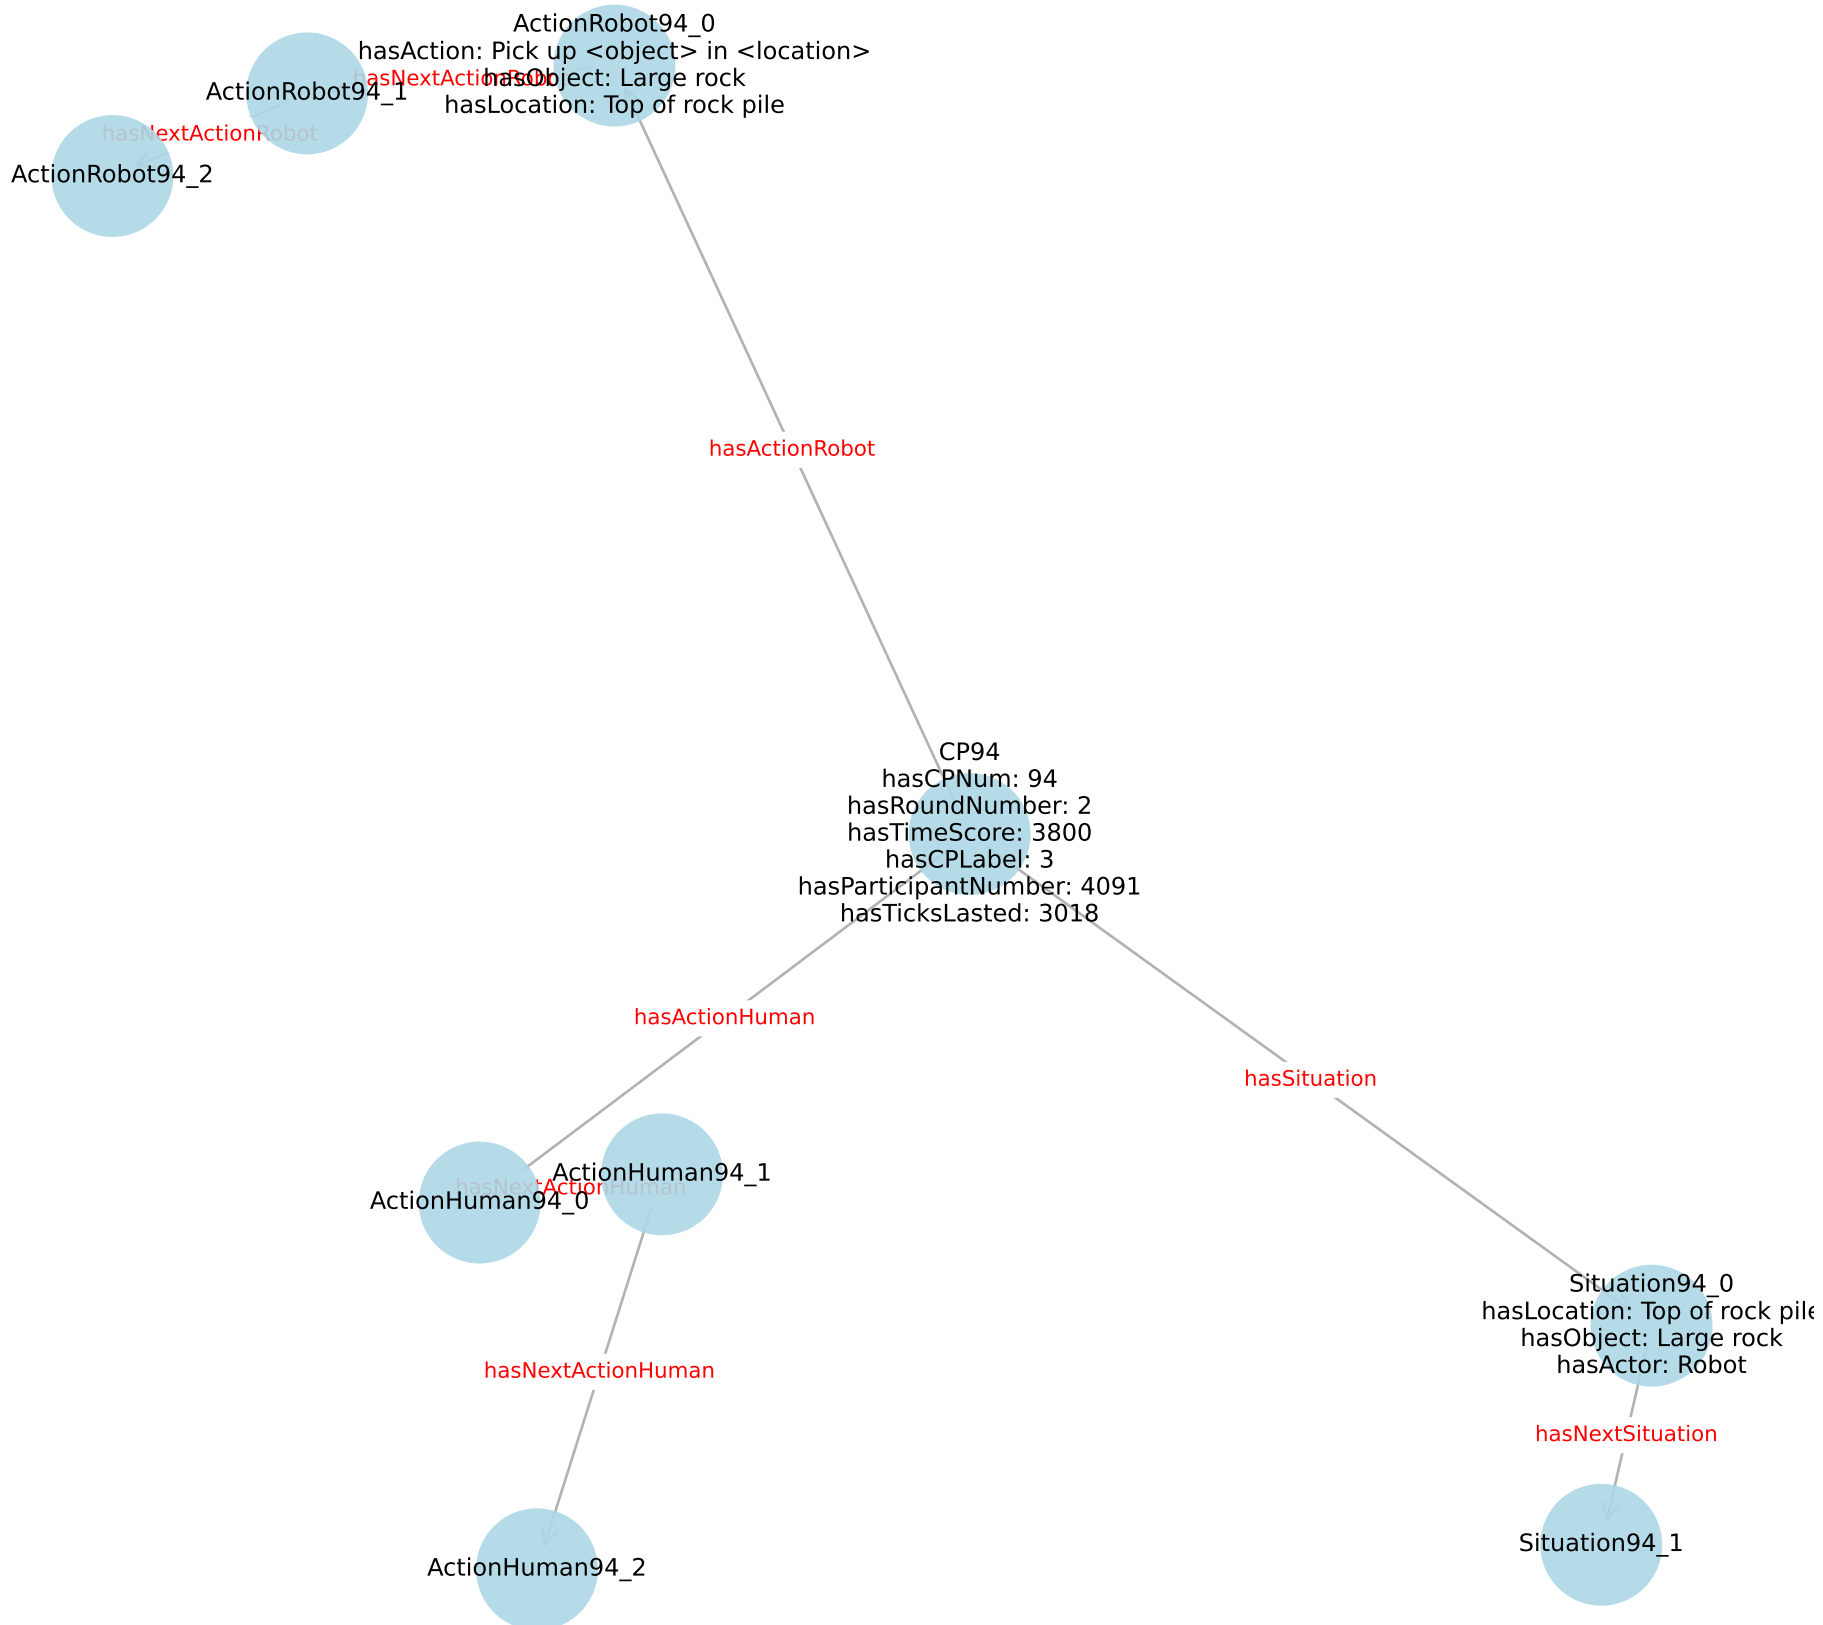 ActionRobot94_0
hasAction: Pick up <object> in <location>
hasObject: Large rock
hasLocation: Top of rock pile
hasNextActionRobot
ActionRobot94_1
hasNextActionRobot
ActionRobot94_2
hasActionRobot
CP94
hasCPNum: 94
hasRoundNumber: 2
hasTimeScore: 3800
hasCPLabel: 3
hasParticipantNumber: 4091
hasTicksLasted: 3018
hasActionHuman
hasSituation
ActionHuman94_1
hasNextActionHuman
ActionHuman94_0
hasNextActionHuman
ActionHuman94_2
Situation94_0
hasLocation: Top of rock pile
hasObject: Large rock
hasActor: Robot
hasNextSituation
Situation94_1